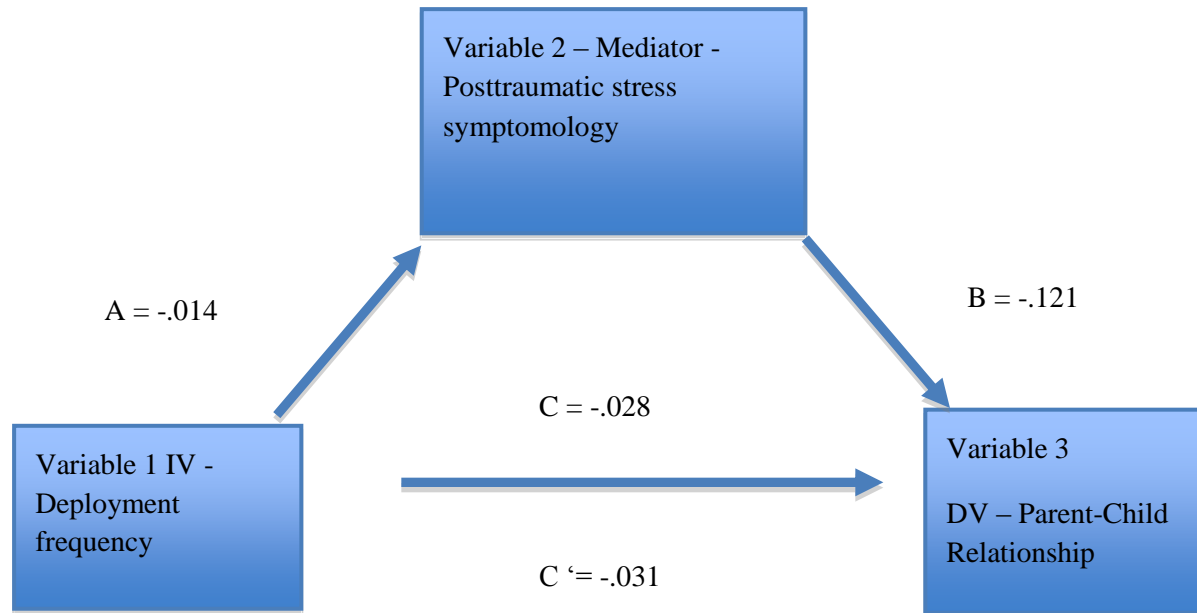 Variable 2 – Mediator -
Posttraumatic stress
symptomology
A = -.014
B = -.121
C = -.028
Variable 1 IV -
Deployment
frequency
Variable 3
DV – Parent-Child
Relationship
C ‘= -.031